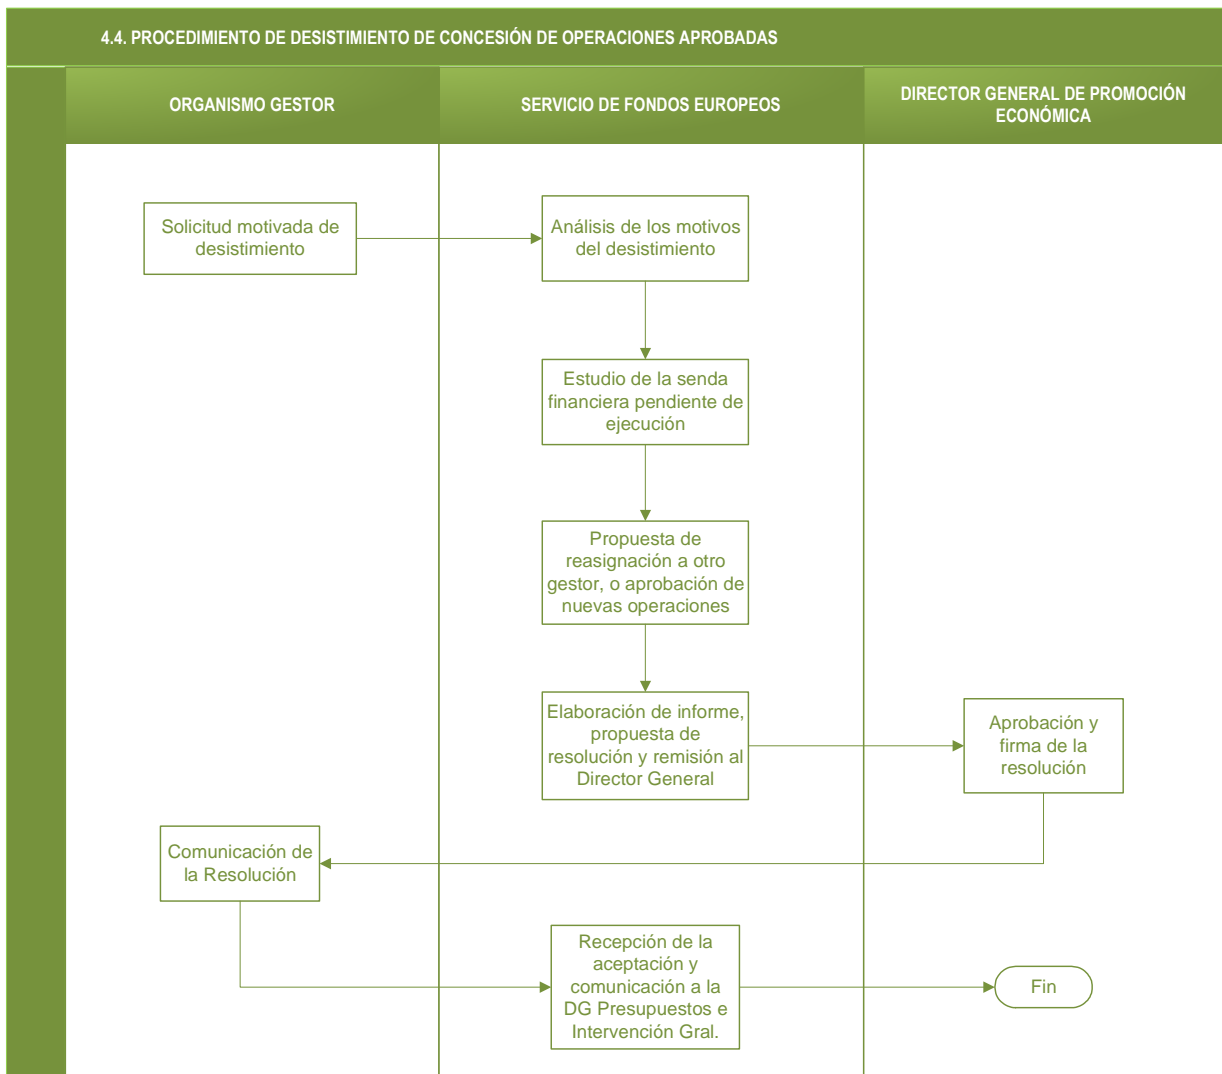 4.4. PROCEDIMIENTO DE DESISTIMIENTO DE CONCESIÓN DE OPERACIONES APROBADAS
ORGANISMO GESTOR
SERVICIO DE FONDOS EUROPEOS
DIRECTOR GENERAL DE PROMOCIÓN
ECONÓMICA
Solicitud motivada de
desistimiento
Análisis de los motivos
del desistimiento
Estudio de la senda
financiera pendiente de
ejecución
Propuesta de
reasignación a otro
gestor, o aprobación de
nuevas operaciones
Elaboración de informe,
propuesta de
resolución y remisión al
Director General
Aprobación y
firma de la
resolución
Comunicación de
la Resolución
Recepción de la
aceptación y
comunicación a la
DG Presupuestos e
Intervención Gral.
Fin